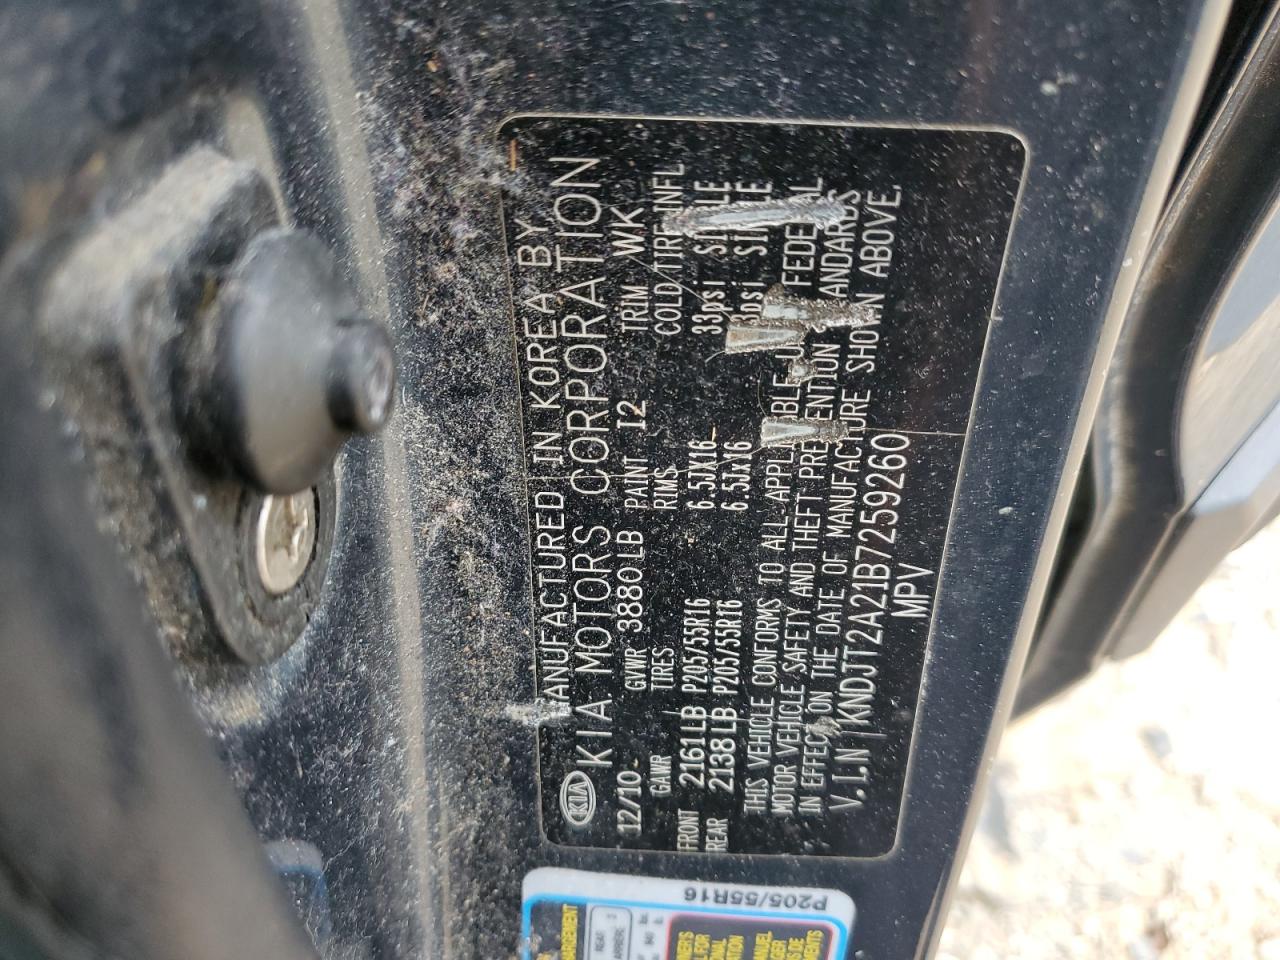 MANUFACTURED IN KOREA BY
KIA KIA MOTORS CORPORATION
12/10 GVWR 3880LB PAINT I2 TRIM WK
GAWR TIRES RIMS COLD TIRE INFL
FRONT 2161LB P205/55R16 6.5JX16 33psi
REAR 2138LB P205/55R16 6.5Jx16
THIS VEHICLE CONFORMS TO ALL FEDERAL
MOTOR VEHICLE SAFETY AND THEFT PREVENTION STANDARDS
IN EFFECT ON THE DATE OF MANUFACTURE SHOWN ABOVE.
V.I.N KNDJT2A21B7259260
MPV
P205/55R16